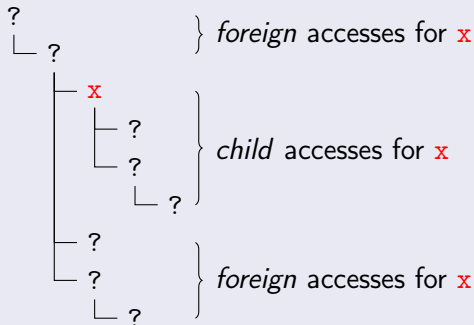 ?
? foreign accesses for x
x
?
? child accesses for x
?
?
? foreign accesses for x
?